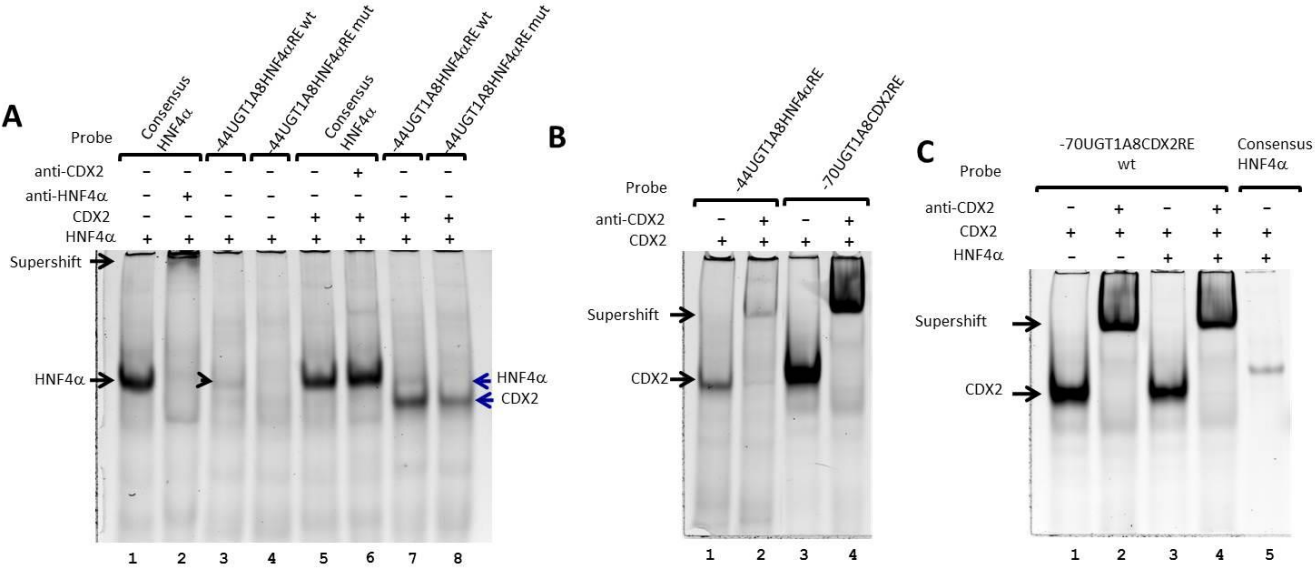 A
Probe
Consensus
HNF4α
-44UGT1A8HNF4αRE wt
-44UGT1A8HNF4αRE mut
Consensus
HNF4α
-44UGT1A8HNF4αRE wt
-44UGT1A8HNF4αRE mut
anti-CDX2 - - - - - + - -
anti-HNF4α - + - - - - - -
CDX2 - - - - + + + +
HNF4α + + + + + + + +
Supershift
HNF4α
HNF4α
CDX2
1 2 3 4 5 6 7 8
B
Probe
-44UGT1A8HNF4αRE
-70UGT1A8CDX2RE
anti-CDX2 - + - +
CDX2 + + + +
Supershift
CDX2
1 2 3 4
C
Probe
-70UGT1A8CDX2RE
wt
Consensus
HNF4α
anti-CDX2 - + - + -
CDX2 + + + + +
HNF4α - - + + +
Supershift
CDX2
1 2 3 4 5